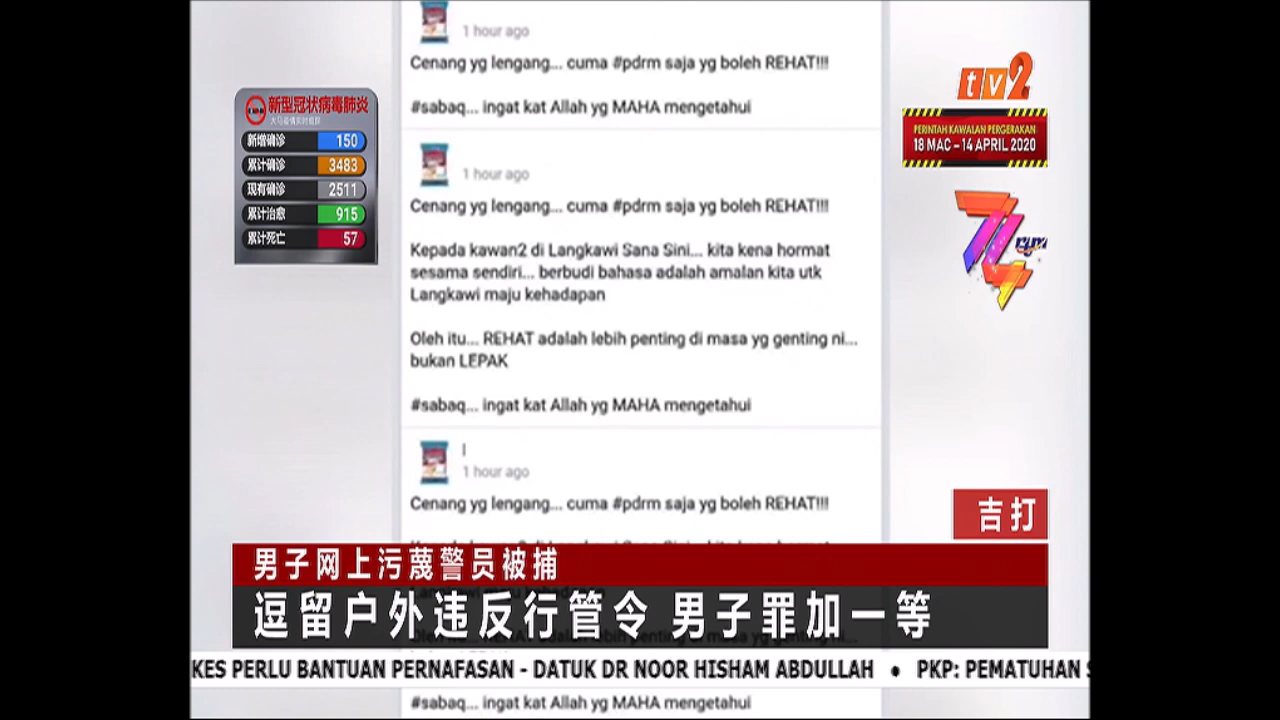 1 hour ago
Cenang yg lengang... cuma #pdrm saja yg boleh REHAT!!!
#sabaq... ingat kat Allah yg MAHA mengetahui
1 hour ago
Cenang yg lengang... cuma #pdrm saja yg boleh REHAT!!!
Kepada kawan2 di Langkawi Sana Sini... kita kena hormat
sesama sendiri... berbudi bahasa adalah amalan kita utk
Langkawi maju kehadapan
Oleh itu... REHAT adalah lebih penting di masa yg genting ni...
bukan LEPAK
#sabaq... ingat kat Allah yg MAHA mengetahui
1 hour ago
Cenang yg lengang... cuma #pdrm saja yg boleh REHAT!!!
新型冠状病毒肺炎
新增确诊 150
累计确诊 3483
现有确诊 2511
累计治愈 915
累计死亡 57
tv2
PERINTAH KAWALAN PERGERAKAN
18 MAC – 14 APRIL 2020
74
吉打
男子网上污蔑警员被捕
逗留户外违反行管令 男子罪加一等
KES PERLU BANTUAN PERNAFASAN - DATUK DR NOOR HISHAM ABDULLAH • PKP: PEMATUHAN S
#sabaq... ingat kat Allah yg MAHA mengetahui